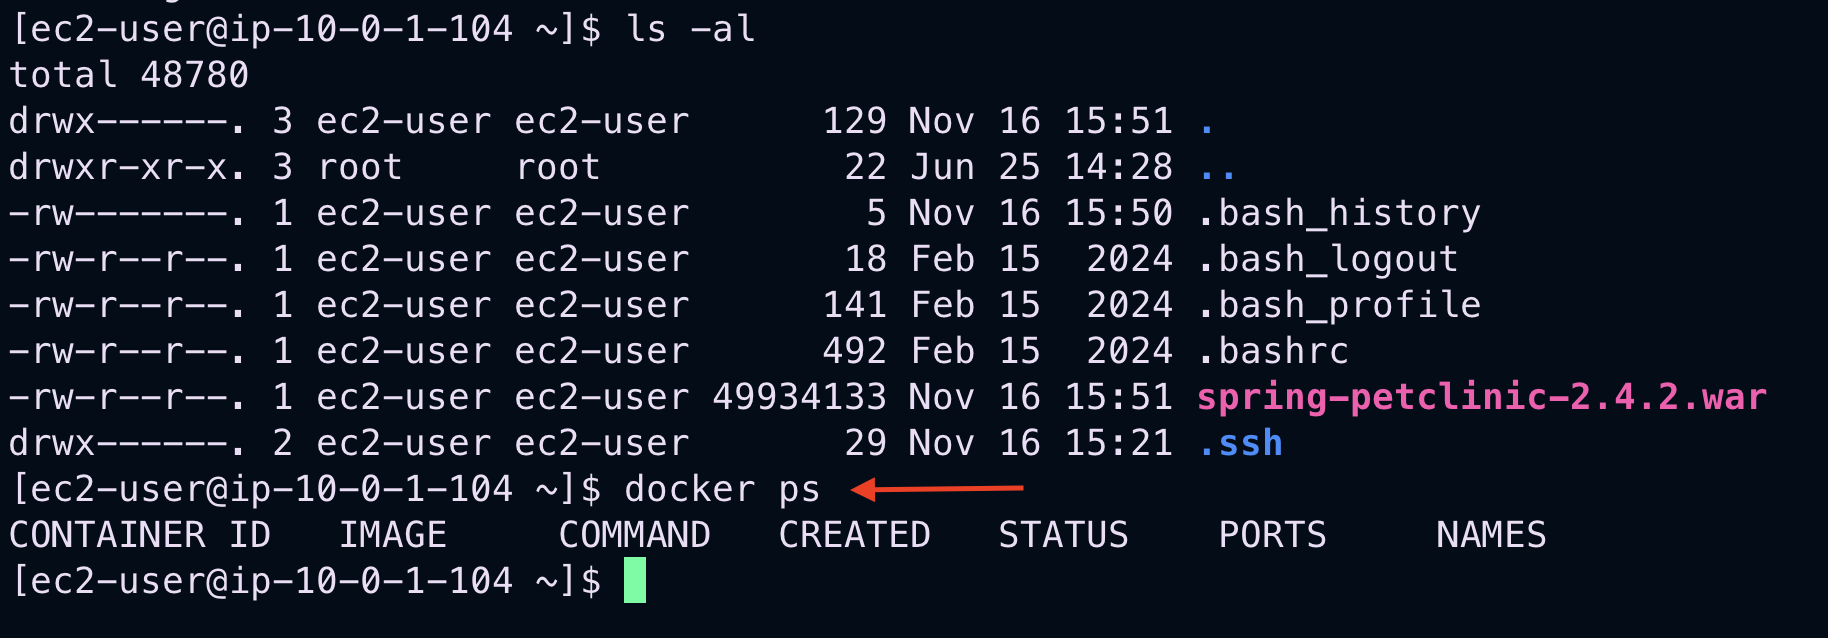 [ec2-user@ip-10-0-1-104 ~]$ ls -al
total 48780
drwx------. 3 ec2-user ec2-user      129 Nov 16 15:51 .
drwxr-xr-x. 3 root     root           22 Jun 25 14:28 ..
-rw-------. 1 ec2-user ec2-user        5 Nov 16 15:50 .bash_history
-rw-r--r--. 1 ec2-user ec2-user       18 Feb 15  2024 .bash_logout
-rw-r--r--. 1 ec2-user ec2-user      141 Feb 15  2024 .bash_profile
-rw-r--r--. 1 ec2-user ec2-user      492 Feb 15  2024 .bashrc
-rw-r--r--. 1 ec2-user ec2-user 49934133 Nov 16 15:51 spring-petclinic-2.4.2.war
drwx------. 2 ec2-user ec2-user       29 Nov 16 15:21 .ssh
[ec2-user@ip-10-0-1-104 ~]$ docker ps
CONTAINER ID   IMAGE     COMMAND   CREATED   STATUS    PORTS     NAMES
[ec2-user@ip-10-0-1-104 ~]$